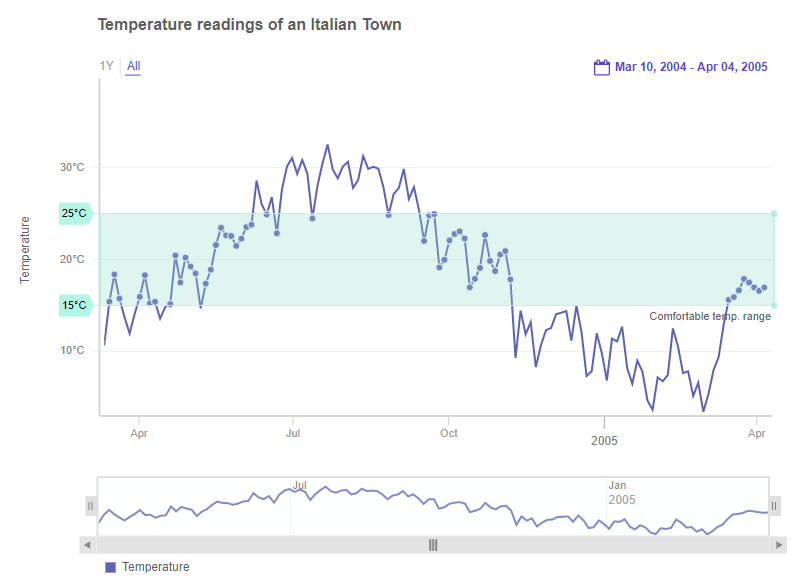 Temperature readings of an Italian Town
1Y All
Mar 10, 2004 - Apr 04, 2005
Temperature
30°C
25°C
20°C
15°C
10°C
Comfortable temp. range
Apr Jul Oct 2005 Apr
Jul Jan
2005
Temperature